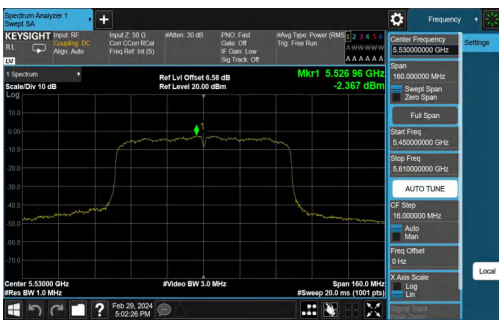 Spectrum Analyzer 1
Swept SA
Frequency
Settings
KEYSIGHT
RL
Input: RF
Coupling: DC
Align: Auto
Input Z: 50 Ω
Corr CCorr RCal
Freq Ref: Int (S)
#Atten: 30 dB
PNO: Fast
Gate: Off
IF Gain: Low
Sig Track: Off
#Avg Type: Power (RMS
Trig: Free Run
1 2 3 4 5 6
A W W W W W
A A A A A A
1 Spectrum
Scale/Div 10 dB
Log
Ref Lvl Offset 6.58 dB
Ref Level 20.00 dBm
Mkr1 5.526 96 GHz
-2.367 dBm
1
10.0
0.00
-10.0
-20.0
-30.0
-40.0
-50.0
-60.0
-70.0
Center 5.53000 GHz
#Res BW 1.0 MHz
#Video BW 3.0 MHz
Span 160.0 MHz
#Sweep 20.0 ms (1001 pts)
Feb 29, 2024
5:02:26 PM
Center Frequency
5.530000000 GHz
Span
160.000000 MHz
Swept Span
Zero Span
Full Span
Start Freq
5.450000000 GHz
Stop Freq
5.610000000 GHz
AUTO TUNE
CF Step
16.000000 MHz
Auto
Man
Freq Offset
0 Hz
X Axis Scale
Log
Lin
Signal Track
(Span Zoom)
Local